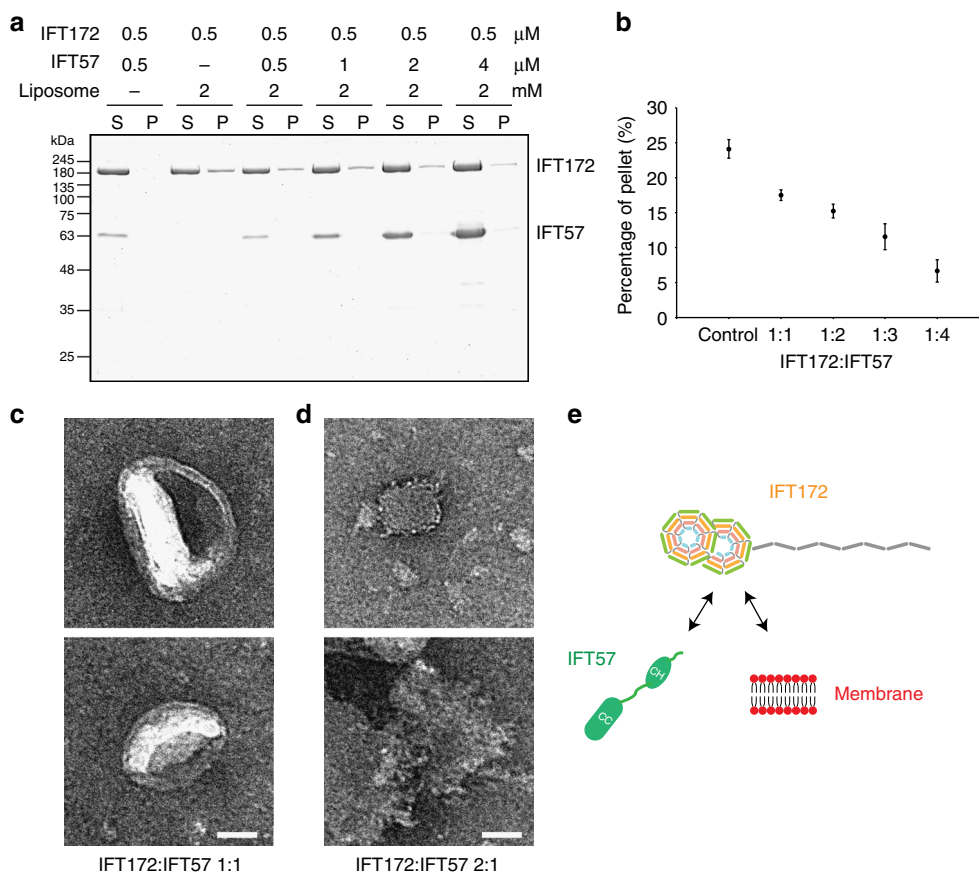 a
IFT172 0.5 0.5 0.5 0.5 0.5 0.5 μM
IFT57 0.5 – 0.5 1 2 4 μM
Liposome – 2 2 2 2 2 mM
S P S P S P S P S P S P
kDa
245
180
135
100
75
63
48
35
25
IFT172
IFT57
b
Percentage of pellet (%)
30
25
20
15
10
5
0
Control 1:1 1:2 1:3 1:4
IFT172:IFT57
c
IFT172:IFT57 1:1
d
IFT172:IFT57 2:1
e
IFT172
IFT57
CH
CC
Membrane